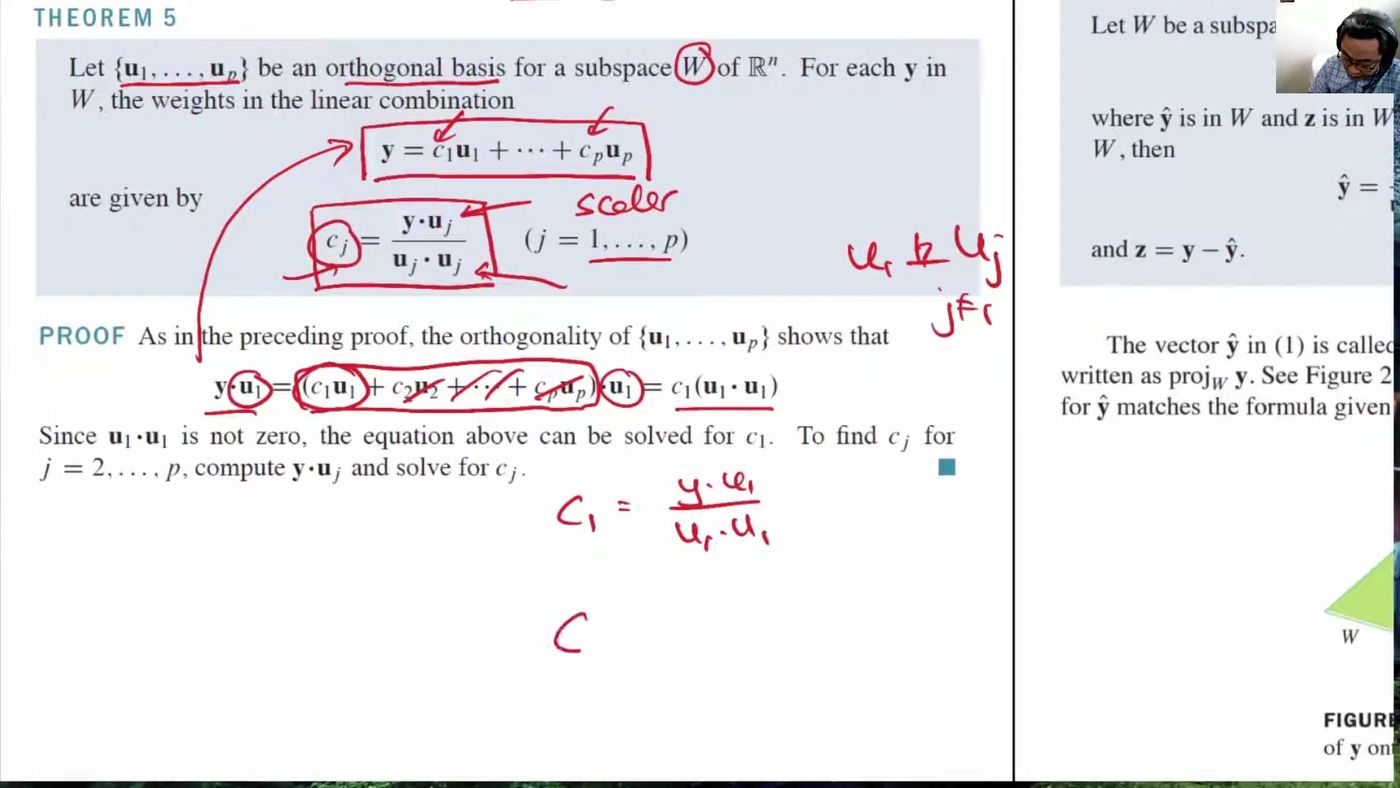 THEOREM 5
Let {u₁, . . . , uₚ} be an orthogonal basis for a subspace W of ℝⁿ. For each y in
W, the weights in the linear combination
y = c₁u₁ + · · · + cₚuₚ
are given by
scaler
cⱼ = y·uⱼ / uⱼ·uⱼ (j = 1, . . . , p)
PROOF As in the preceding proof, the orthogonality of {u₁, . . . , uₚ} shows that
y·u₁ = (c₁u₁ + c₂u₂ + · · · + cₚuₚ)·u₁ = c₁(u₁·u₁)
Since u₁·u₁ is not zero, the equation above can be solved for c₁. To find cⱼ for
j = 2, . . . , p, compute y·uⱼ and solve for cⱼ.
C₁ = y·u₁ / u₁·u₁
C
Let W be a subspa
where ŷ is in W and z is in W
W, then
ŷ =
and z = y − ŷ.
The vector ŷ in (1) is called
written as proj_W y. See Figure 2
for ŷ matches the formula given
W
FIGURE
of y on